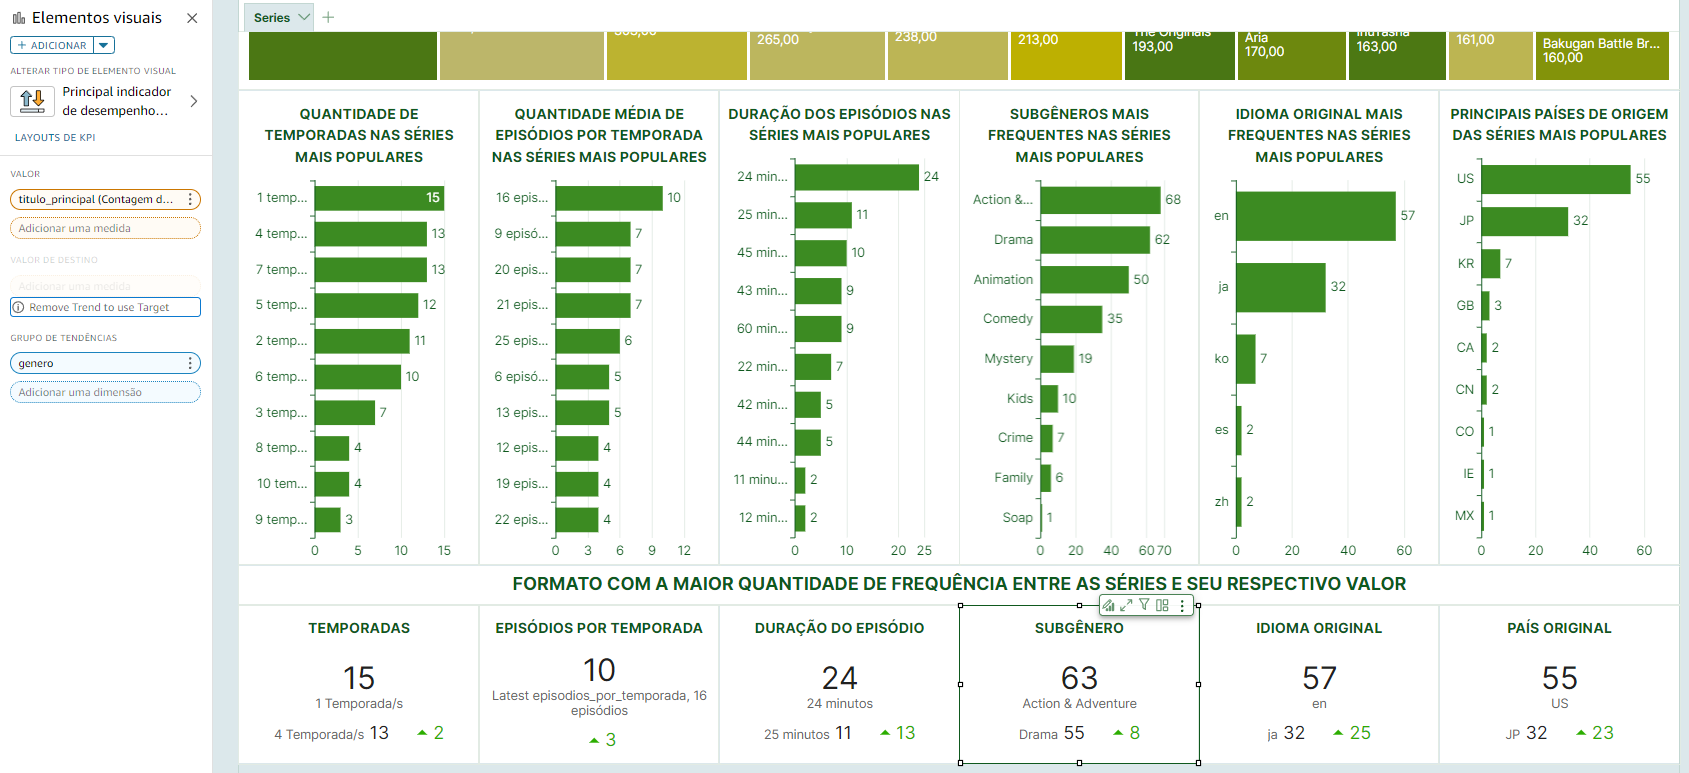 Elementos visuais
ADICIONAR
ALTERAR TIPO DE ELEMENTO VISUAL
Principal indicador
de desempenho...
LAYOUTS DE KPI
VALOR
titulo_principal (Contagem d...
Adicionar uma medida
VALOR DE DESTINO
Adicionar uma medida
Remove Trend to use Target
GRUPO DE TENDÊNCIAS
genero
Adicionar uma dimensão
Series
265,00
238,00
213,00
The Originals
193,00
Aria
170,00
163,00
161,00
Bakugan Battle Br...
160,00
QUANTIDADE DE
TEMPORADAS NAS SÉRIES
MAIS POPULARES
1 temp... 15
4 temp... 13
7 temp... 13
5 temp... 12
2 temp... 11
6 temp... 10
3 temp... 7
8 temp... 4
10 tem... 4
9 temp... 3
0 5 10 15
QUANTIDADE MÉDIA DE
EPISÓDIOS POR TEMPORADA
NAS SÉRIES MAIS POPULARES
16 epis... 10
9 episó... 7
20 epis... 7
21 epis... 7
25 epis... 6
6 episó... 5
13 epis... 5
12 epis... 4
19 epis... 4
22 epis... 4
0 3 6 9 12
DURAÇÃO DOS EPISÓDIOS NAS
SÉRIES MAIS POPULARES
24 min... 24
25 min... 11
45 min... 10
43 min... 9
60 min... 9
22 min... 7
42 min... 5
44 min... 5
11 minu... 2
12 min... 2
0 10 20 25
SUBGÊNEROS MAIS
FREQUENTES NAS SÉRIES
MAIS POPULARES
Action &... 68
Drama 62
Animation 50
Comedy 35
Mystery 19
Kids 10
Crime 7
Family 6
Soap 1
0 20 40 60 70
IDIOMA ORIGINAL MAIS
FREQUENTES NAS SÉRIES
MAIS POPULARES
en 57
ja 32
ko 7
es 2
zh 2
0 20 40 60
PRINCIPAIS PAÍSES DE ORIGEM
DAS SÉRIES MAIS POPULARES
US 55
JP 32
KR 7
GB 3
CA 2
CN 2
CO 1
IE 1
MX 1
0 20 40 60
FORMATO COM A MAIOR QUANTIDADE DE FREQUÊNCIA ENTRE AS SÉRIES E SEU RESPECTIVO VALOR
TEMPORADAS
15
1 Temporada/s
4 Temporada/s 13 2
EPISÓDIOS POR TEMPORADA
10
Latest episodios_por_temporada, 16
episódios
3
DURAÇÃO DO EPISÓDIO
24
24 minutos
25 minutos 11 13
SUBGÊNERO
63
Action & Adventure
Drama 55 8
IDIOMA ORIGINAL
57
en
ja 32 25
PAÍS ORIGINAL
55
US
JP 32 23